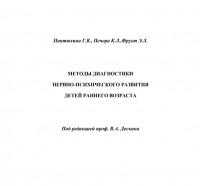 Пантюхина Г.В., Печора К.Л., Фрухт Э.Л.
МЕТОДЫ ДИАГНОСТИКИ
НЕРВНО-ПСИХИЧЕСКОГО РАЗВИТИЯ
ДЕТЕЙ РАННЕГО ВОЗРАСТА
Под редакцией проф. В.А. Доскина